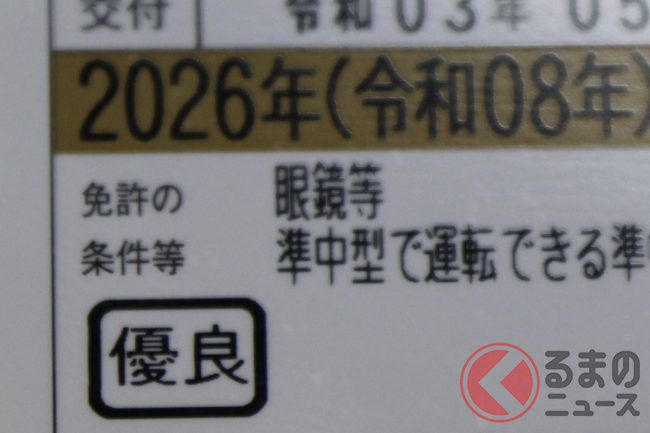 交付 令和03年05
2026年(令和08年)
免許の 眼鏡等
条件等 準中型で運転できる準
優良
くるまの
ニュース